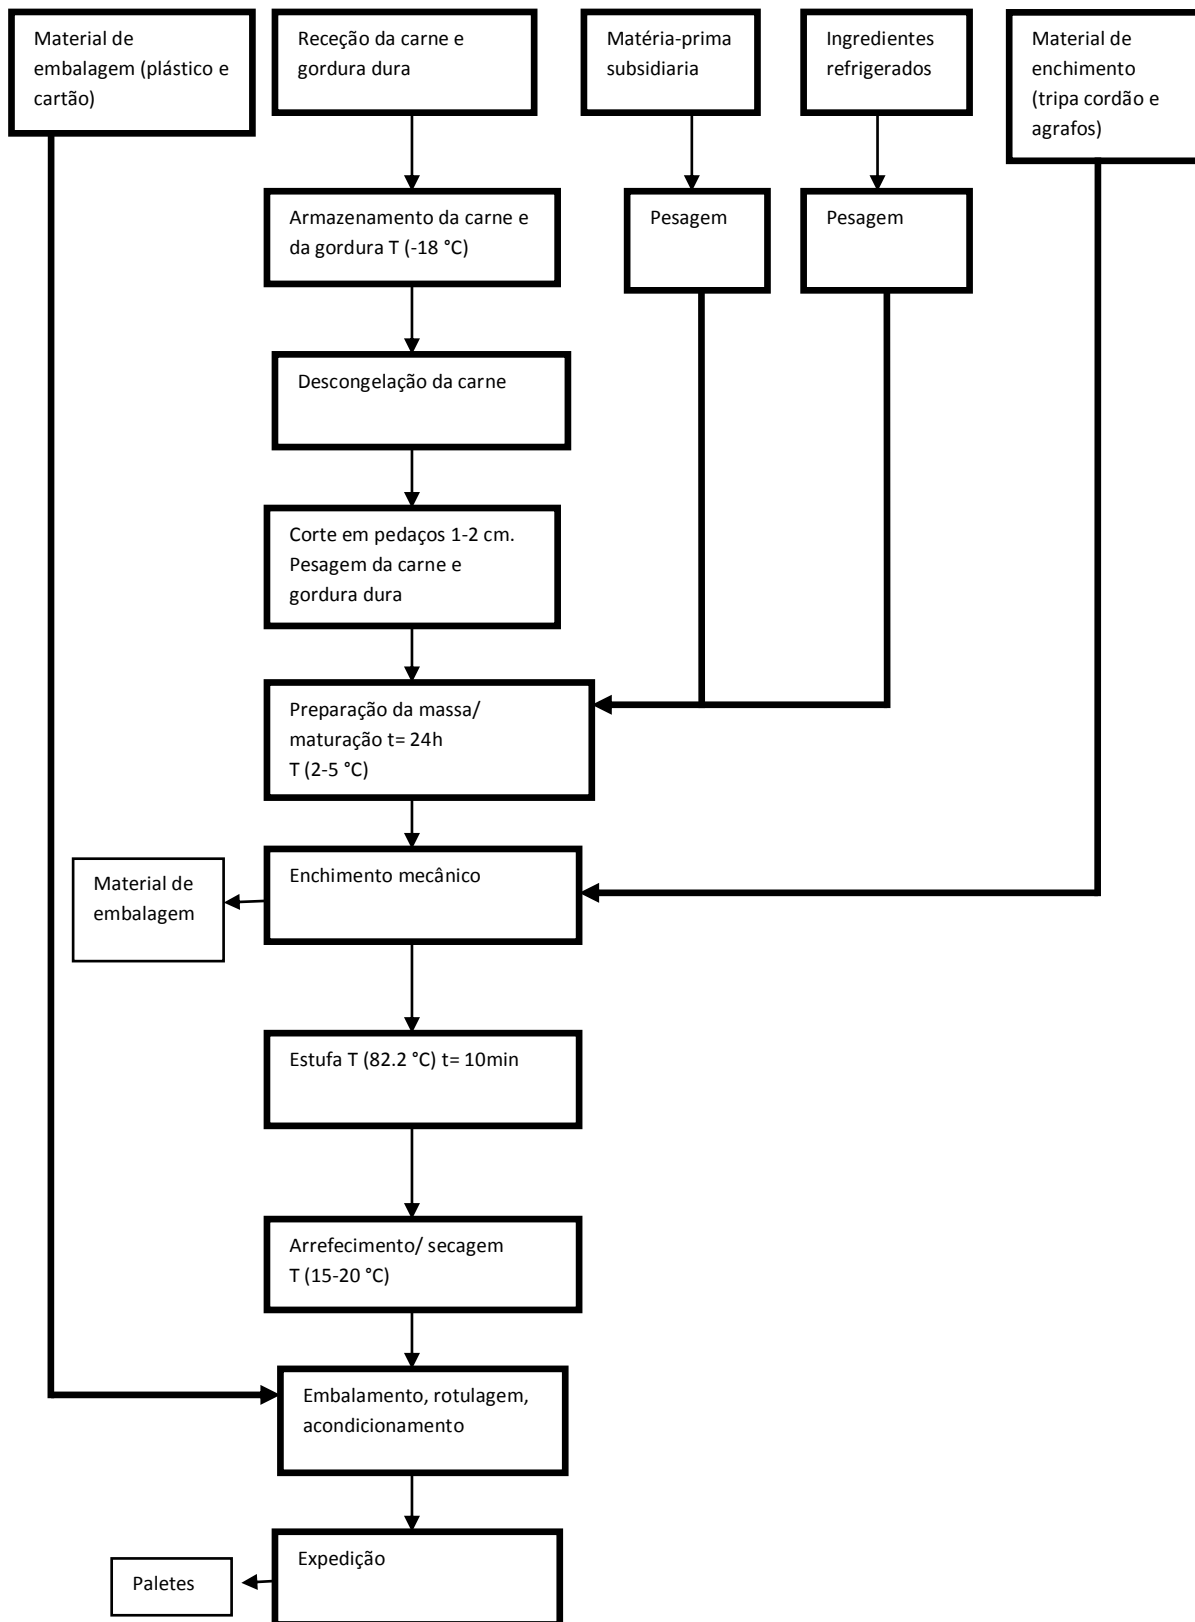 Material de
embalagem (plástico e
cartão)
Receção da carne e
gordura dura
Matéria-prima
subsidiaria
Ingredientes
refrigerados
Material de
enchimento
(tripa cordão e
agrafos)
Armazenamento da carne e
da gordura T (-18 °C)
Pesagem
Pesagem
Descongelação da carne
Corte em pedaços 1-2 cm.
Pesagem da carne e
gordura dura
Preparação da massa/
maturação t= 24h
T (2-5 °C)
Enchimento mecânico
Material de
embalagem
Estufa T (82.2 °C) t= 10min
Arrefecimento/ secagem
T (15-20 °C)
Embalamento, rotulagem,
acondicionamento
Expedição
Paletes